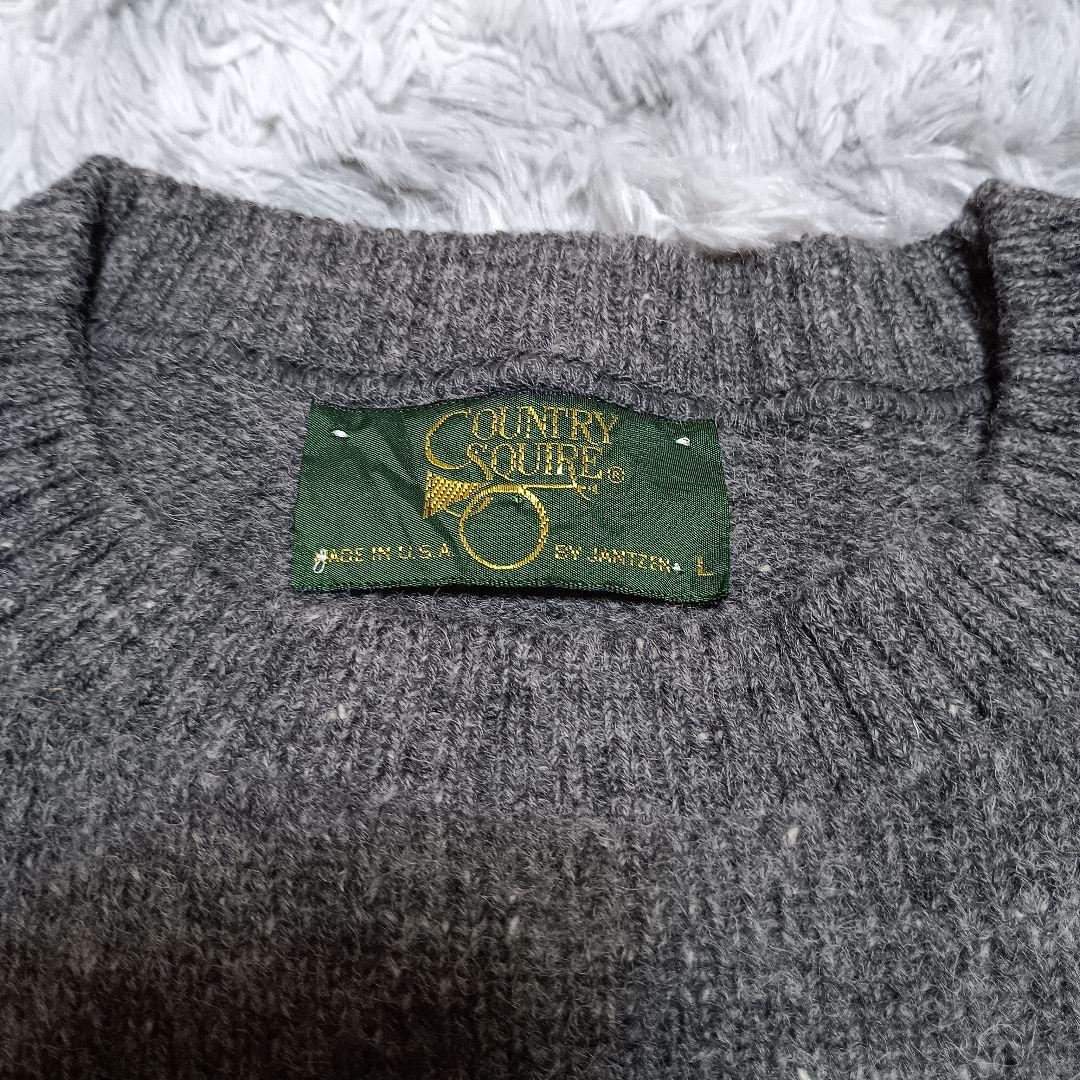 COUNTRY
SQUIRE®
MADE IN U.S.A
BY JANTZEN
L